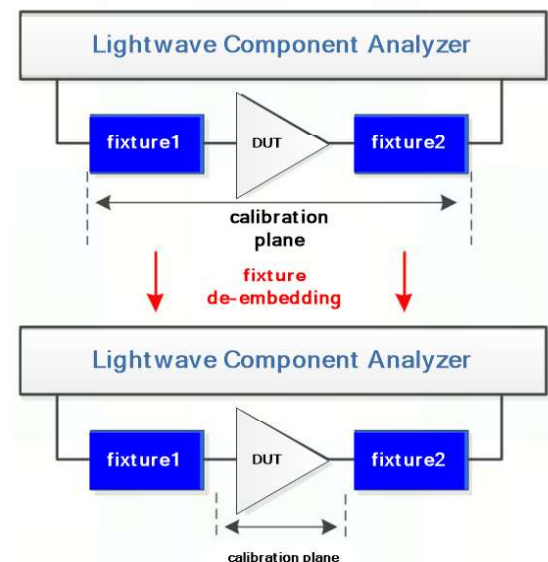 Lightwave Component Analyzer
fixture1
DUT
fixture2
calibration
plane
fixture
de-embedding
Lightwave Component Analyzer
fixture1
DUT
fixture2
calibration plane